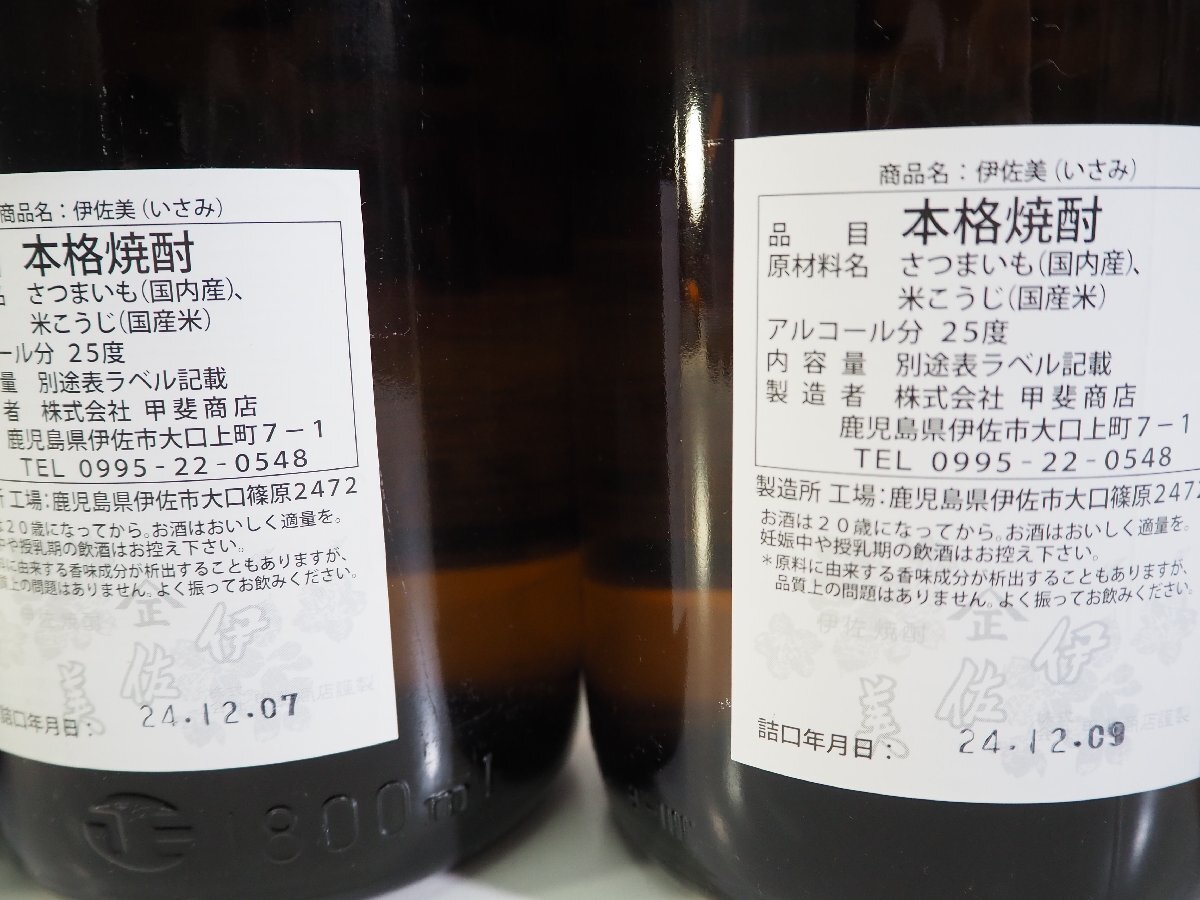 商品名：伊佐美（いさみ）
本格焼酎
名 さつまいも（国内産）、
米こうじ（国産米）
ール分 25度
量 別途表ラベル記載
者 株式会社 甲斐商店
鹿児島県伊佐市大口上町7－1
TEL 0995-22-0548
所 工場：鹿児島県伊佐市大口篠原2472
は20歳になってから。お酒はおいしく適量を。
中や授乳期の飲酒はお控え下さい。
料に由来する香味成分が析出することもありますが、
質上の問題はありません。よく振ってお飲みください。
伊佐焼酎
伊佐美
詰口年月日： 24.12.07
1800ml
商品名：伊佐美（いさみ）
品目 本格焼酎
原材料名 さつまいも（国内産）、
米こうじ（国産米）
アルコール分 25度
内容量 別途表ラベル記載
製造者 株式会社 甲斐商店
鹿児島県伊佐市大口上町7－1
TEL 0995-22-0548
製造所 工場：鹿児島県伊佐市大口篠原2472
お酒は20歳になってから。お酒はおいしく適量を。
妊娠中や授乳期の飲酒はお控え下さい。
＊原料に由来する香味成分が析出することもありますが、
品質上の問題はありません。よく振ってお飲みください。
伊佐焼酎
伊佐美
詰口年月日： 24.12.09